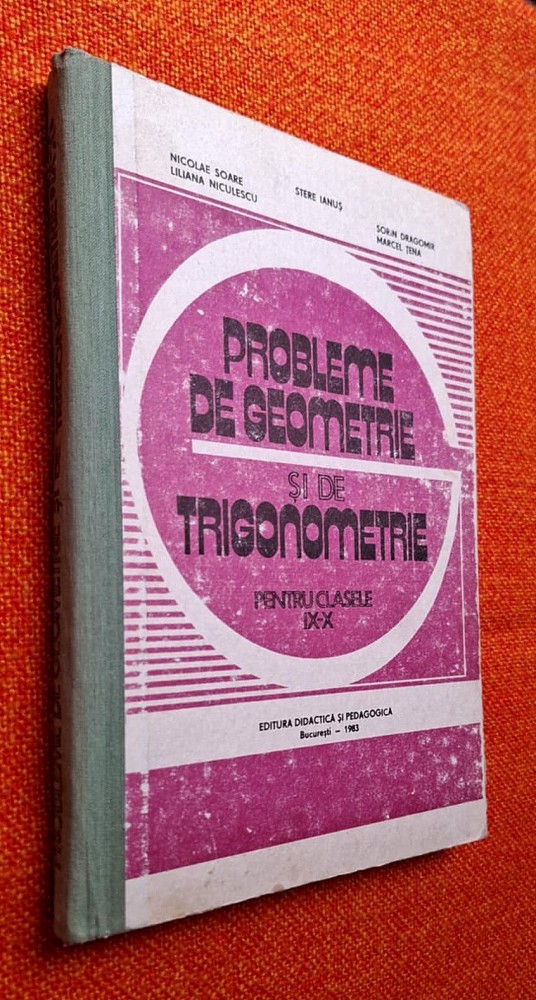 NICOLAE SOARE
LILIANA NICULESCU
STERE IANUȘ
SORIN DRAGOMIR
MARCEL ȚENA
PROBLEME
DE GEOMETRIE
ȘI DE
TRIGONOMETRIE
PENTRU CLASELE
IX-X
EDITURA DIDACTICĂ ȘI PEDAGOGICĂ
București – 1983